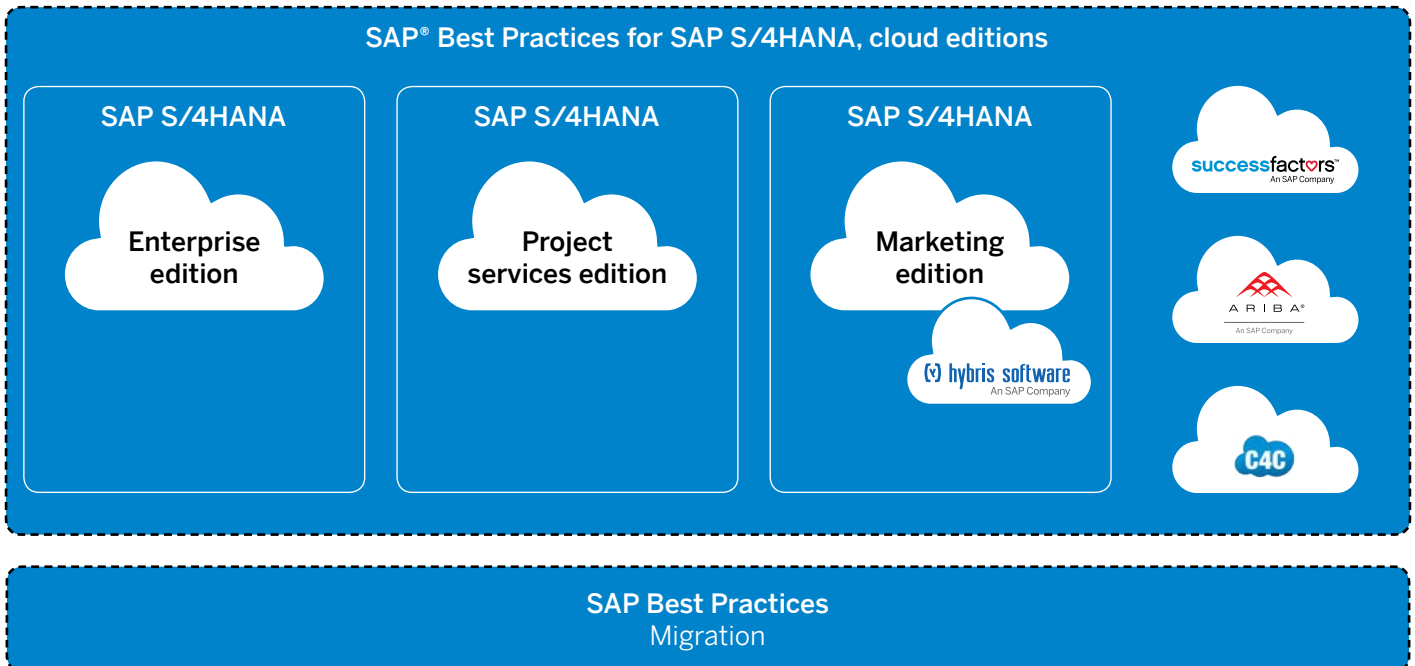 SAP® Best Practices for SAP S/4HANA, cloud editions
SAP S/4HANA
Enterprise
edition
SAP S/4HANA
Project
services edition
SAP S/4HANA
Marketing
edition
(y) hybris software
An SAP Company
successfactors™
An SAP Company
ARIBA®
An SAP Company
C4C
SAP Best Practices
Migration